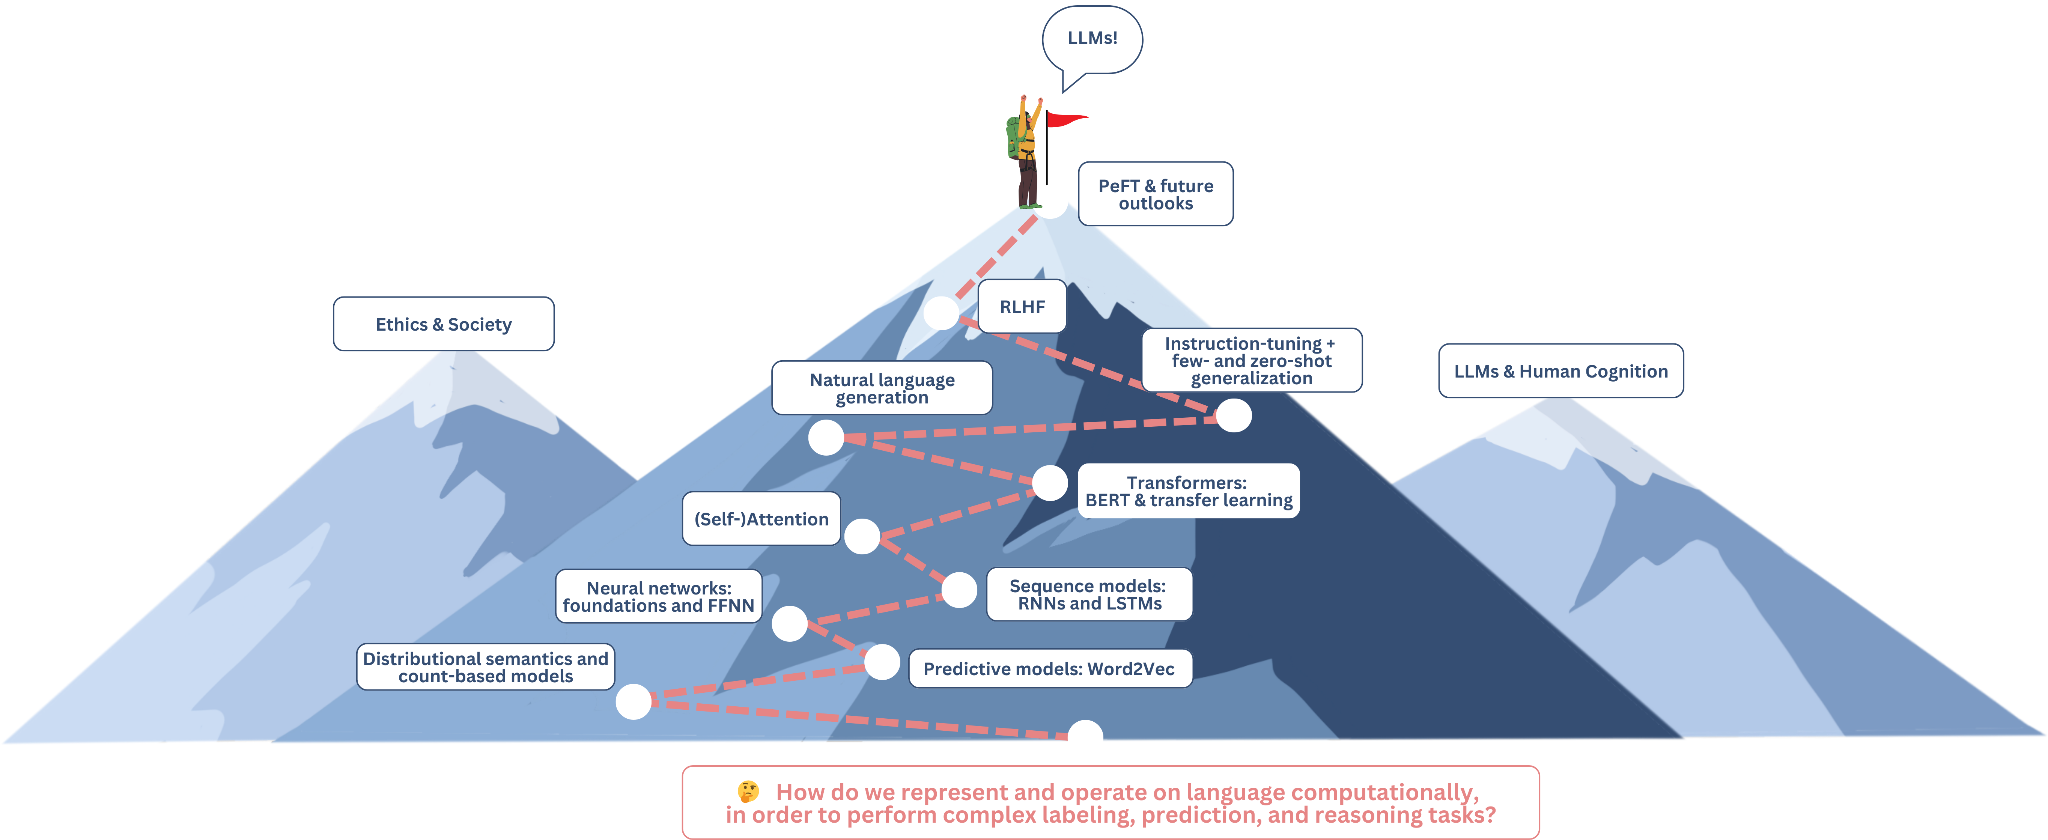 LLMs!
PeFT & future
outlooks
RLHF
Ethics & Society
Instruction-tuning +
few- and zero-shot
generalization
LLMs & Human Cognition
Natural language
generation
Transformers:
BERT & transfer learning
(Self-)Attention
Neural networks:
foundations and FFNN
Sequence models:
RNNs and LSTMs
Distributional semantics and
count-based models
Predictive models: Word2Vec
🤔 How do we represent and operate on language computationally,
in order to perform complex labeling, prediction, and reasoning tasks?